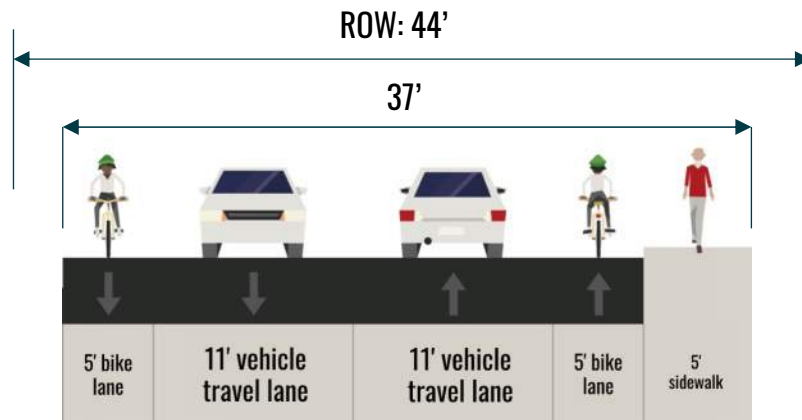 ROW: 44’
37’
5' bike
lane
11' vehicle
travel lane
11' vehicle
travel lane
5' bike
lane
5'
sidewalk